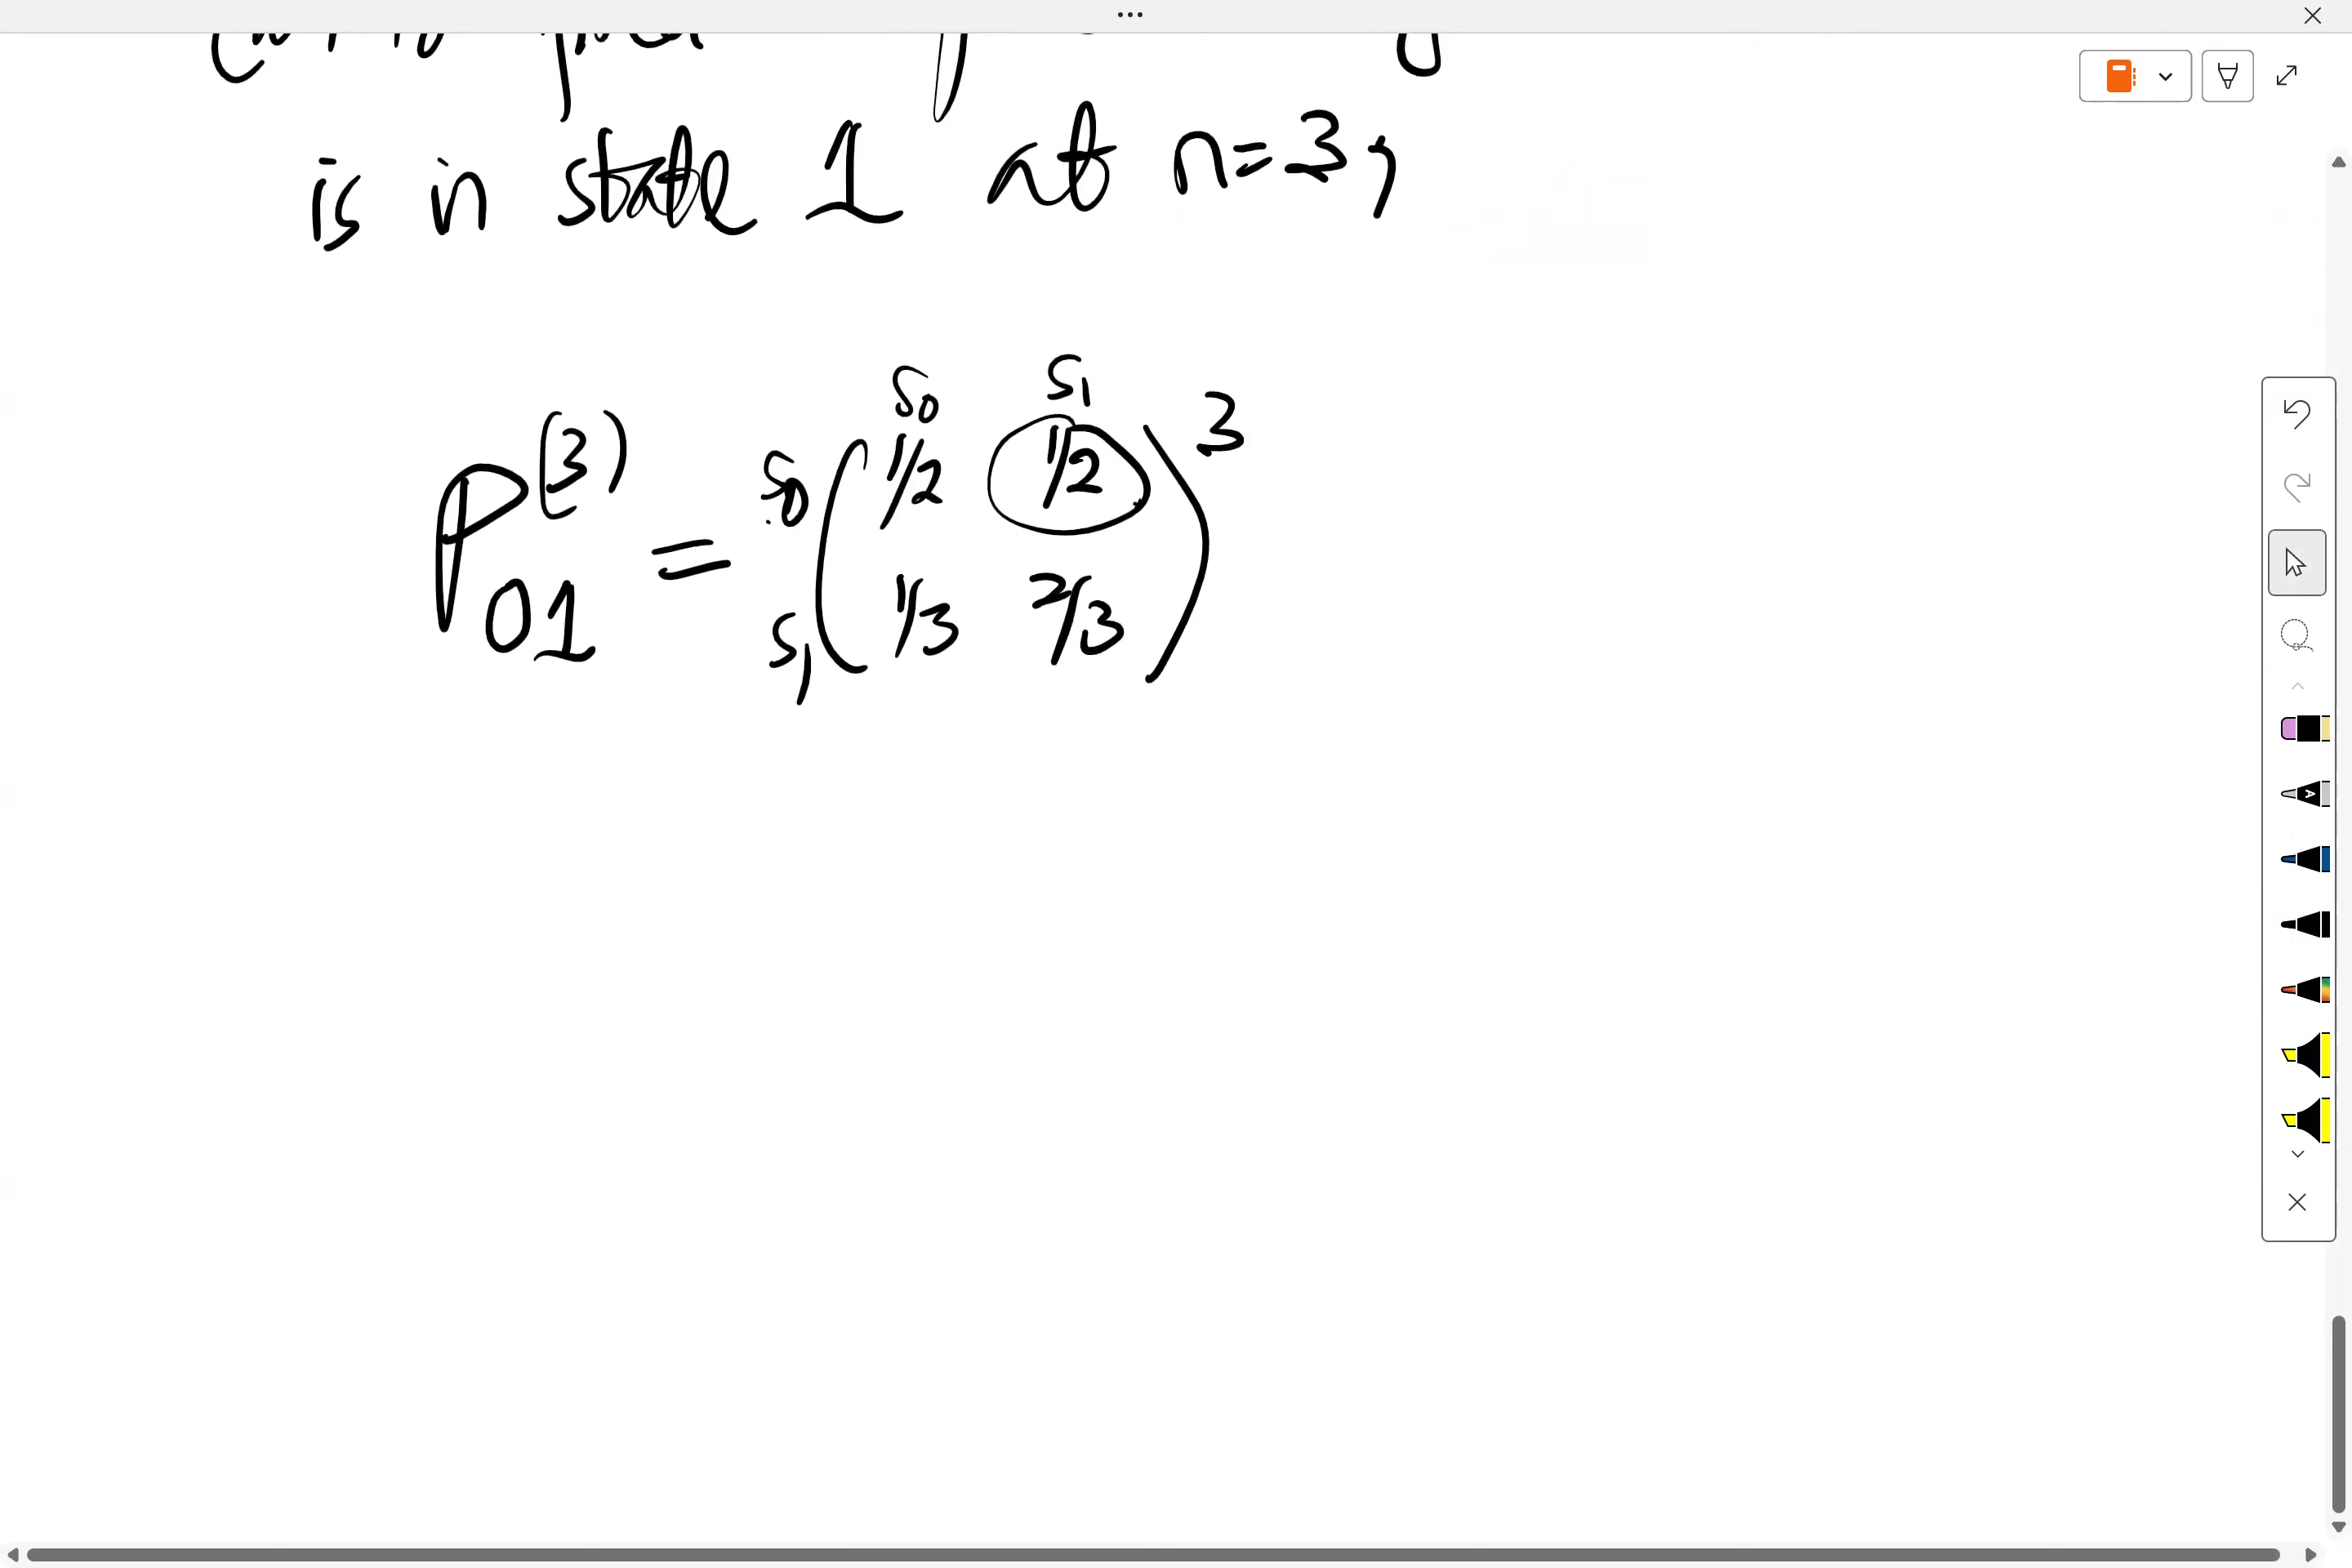 is in state 1 at n=3;
S0 S1
P01^(3) = S0 ( 1/2 1/2 )^3
S1 ( 1/3 2/3 )